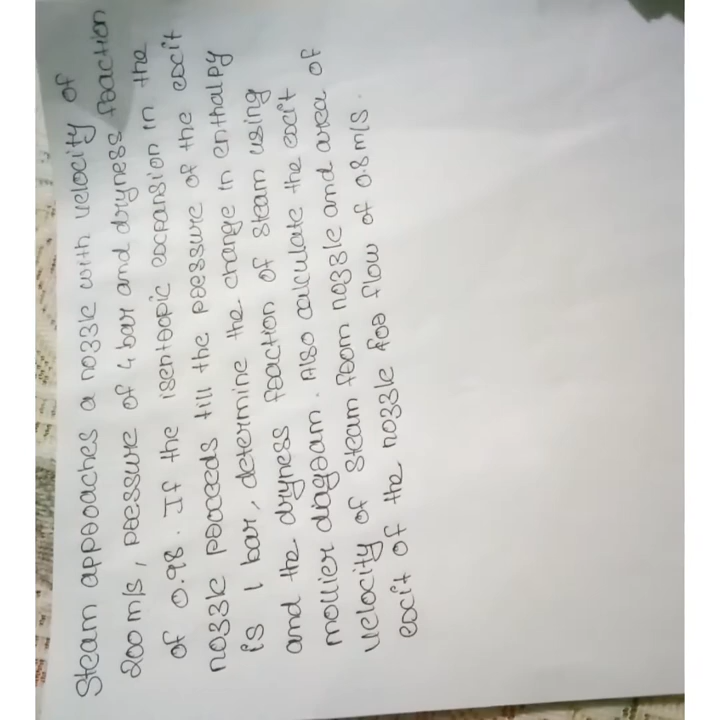 Steam approaches a nozzle with velocity of
200 m/s, pressure of 4 bar and dryness fraction
of 0.98. If the isentropic expansion in the
nozzle proceeds till the pressure of the exit
is 1 bar, determine the change in enthalpy
and the dryness fraction of steam using
mollier diagram. Also calculate the exit
velocity of steam from nozzle and area of
exit of the nozzle for flow of 0.8 m/s.